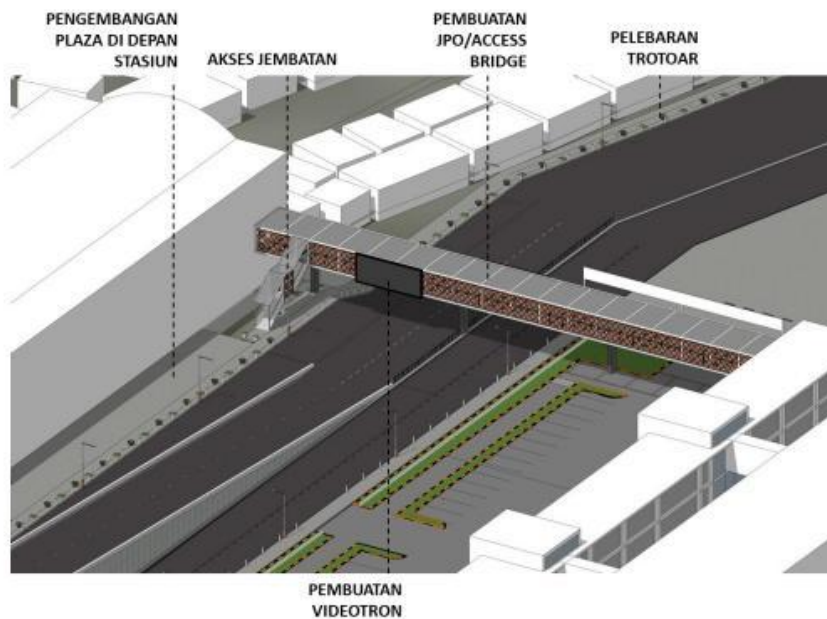 PENGEMBANGAN
PLAZA DI DEPAN
STASIUN
AKSES JEMBATAN
PEMBUATAN
JPO/ACCESS
BRIDGE
PELEBARAN
TROTOAR
PEMBUATAN
VIDEOTRON